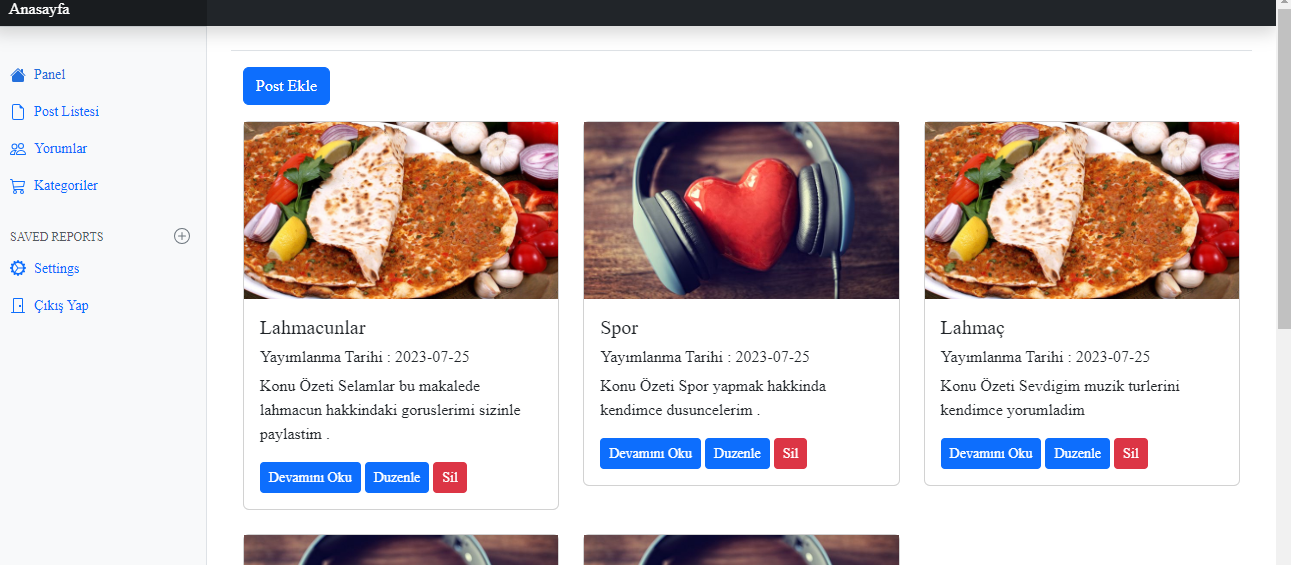 Anasayfa
Panel
Post Listesi
Yorumlar
Kategoriler
SAVED REPORTS
Settings
Çıkış Yap
Post Ekle
Lahmacunlar
Yayımlanma Tarihi : 2023-07-25
Konu Özeti Selamlar bu makalede
lahmacun hakkindaki goruslerimi sizinle
paylastim .
Devamını Oku Duzenle Sil
Spor
Yayımlanma Tarihi : 2023-07-25
Konu Özeti Spor yapmak hakkinda
kendimce dusuncelerim .
Devamını Oku Duzenle Sil
Lahmaç
Yayımlanma Tarihi : 2023-07-25
Konu Özeti Sevdigim muzik turlerini
kendimce yorumladim
Devamını Oku Duzenle Sil